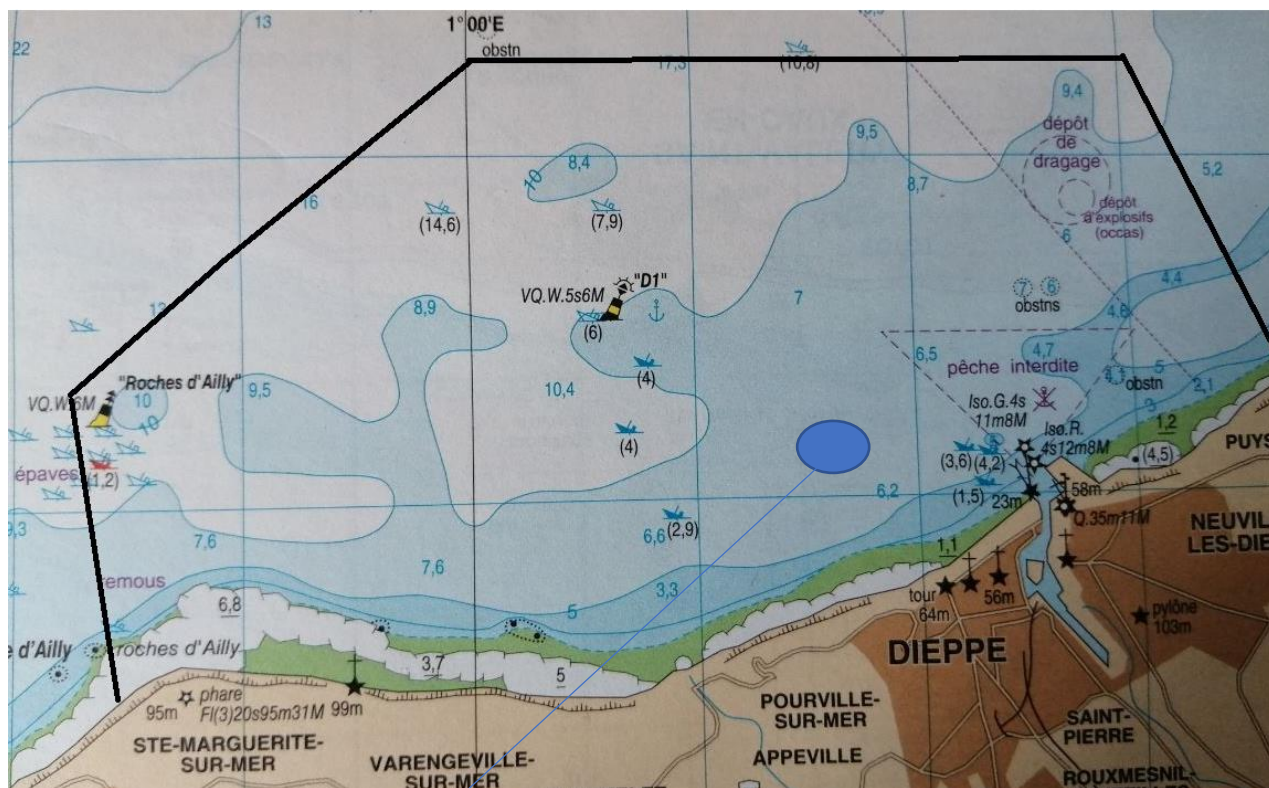 13
22
1° 00'E
obstn
17,3
(10,8)
9,4
dépôt
de
dragage
9,5
8,4
10
8,7
5,2
16
(14,6)
(7,9)
dépôt
d'explosifs
(occas)
6
"D1"
VQ.W.5s6M
4,4
7
7
6
obstns
8,9
(6)
4,6
6,5
4,7
pêche interdite
5
(4)
"Roches d'Ailly"
VQ.W.6M
10
10
9,5
10,4
4,1
obstn
2,1
3
Iso.G.4s
11m8M
Iso.R.
4s12m8M
1,2
(4)
PUYS
(4,5)
épaves
(1,2)
(3,6)
(4,2)
58m
6,2
(1,5)
23m
Q.35m11M
(2,9)
6,6
NEUVIL
LES-DIE
9,3
7,6
7,6
1,1
remous
3,3
5
tour
64m
56m
6,8
pylône
103m
e d'Ailly
roches d'Ailly
DIEPPE
3,7
5
phare
95m
Fl(3)20s95m31M
99m
POURVILLE-
SUR-MER
SAINT-
PIERRE
STE-MARGUERITE-
SUR-MER
VARENGEVILLE-
SUR-MER
APPEVILLE
ROUXMESNIL-